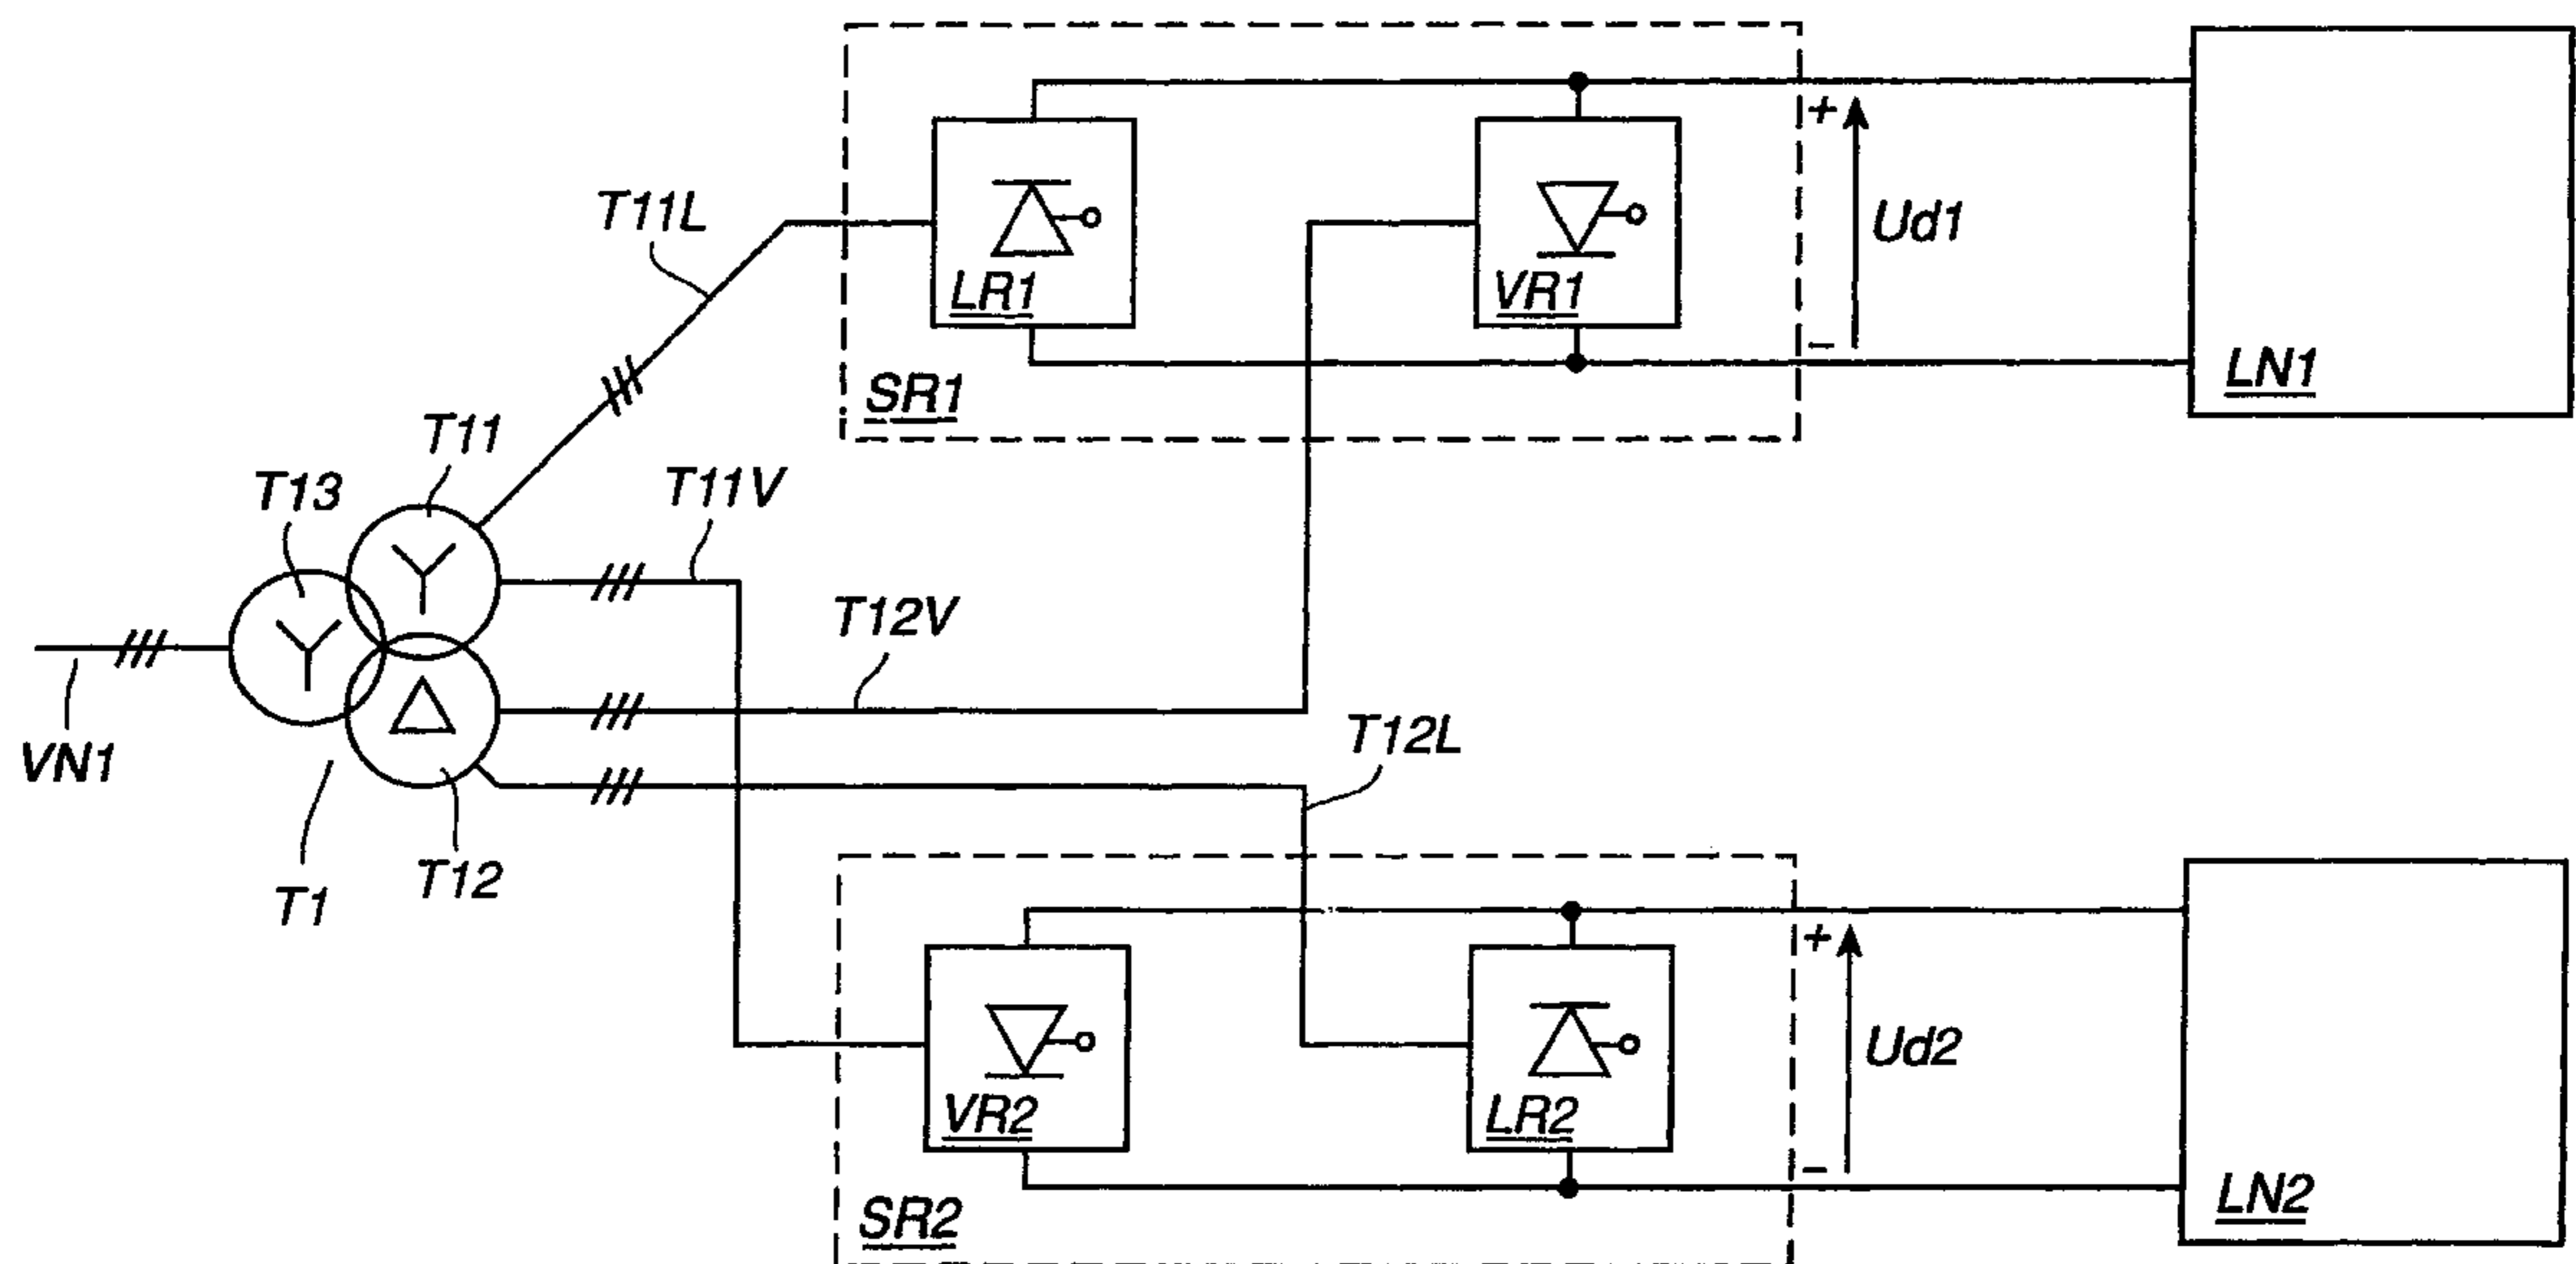 T11L
LR1
VR1
+
Ud1
-
SR1
LN1
T11
T13
T11V
T12V
T12L
VN1
T12
T1
+
Ud2
-
VR2
LR2
SR2
LN2